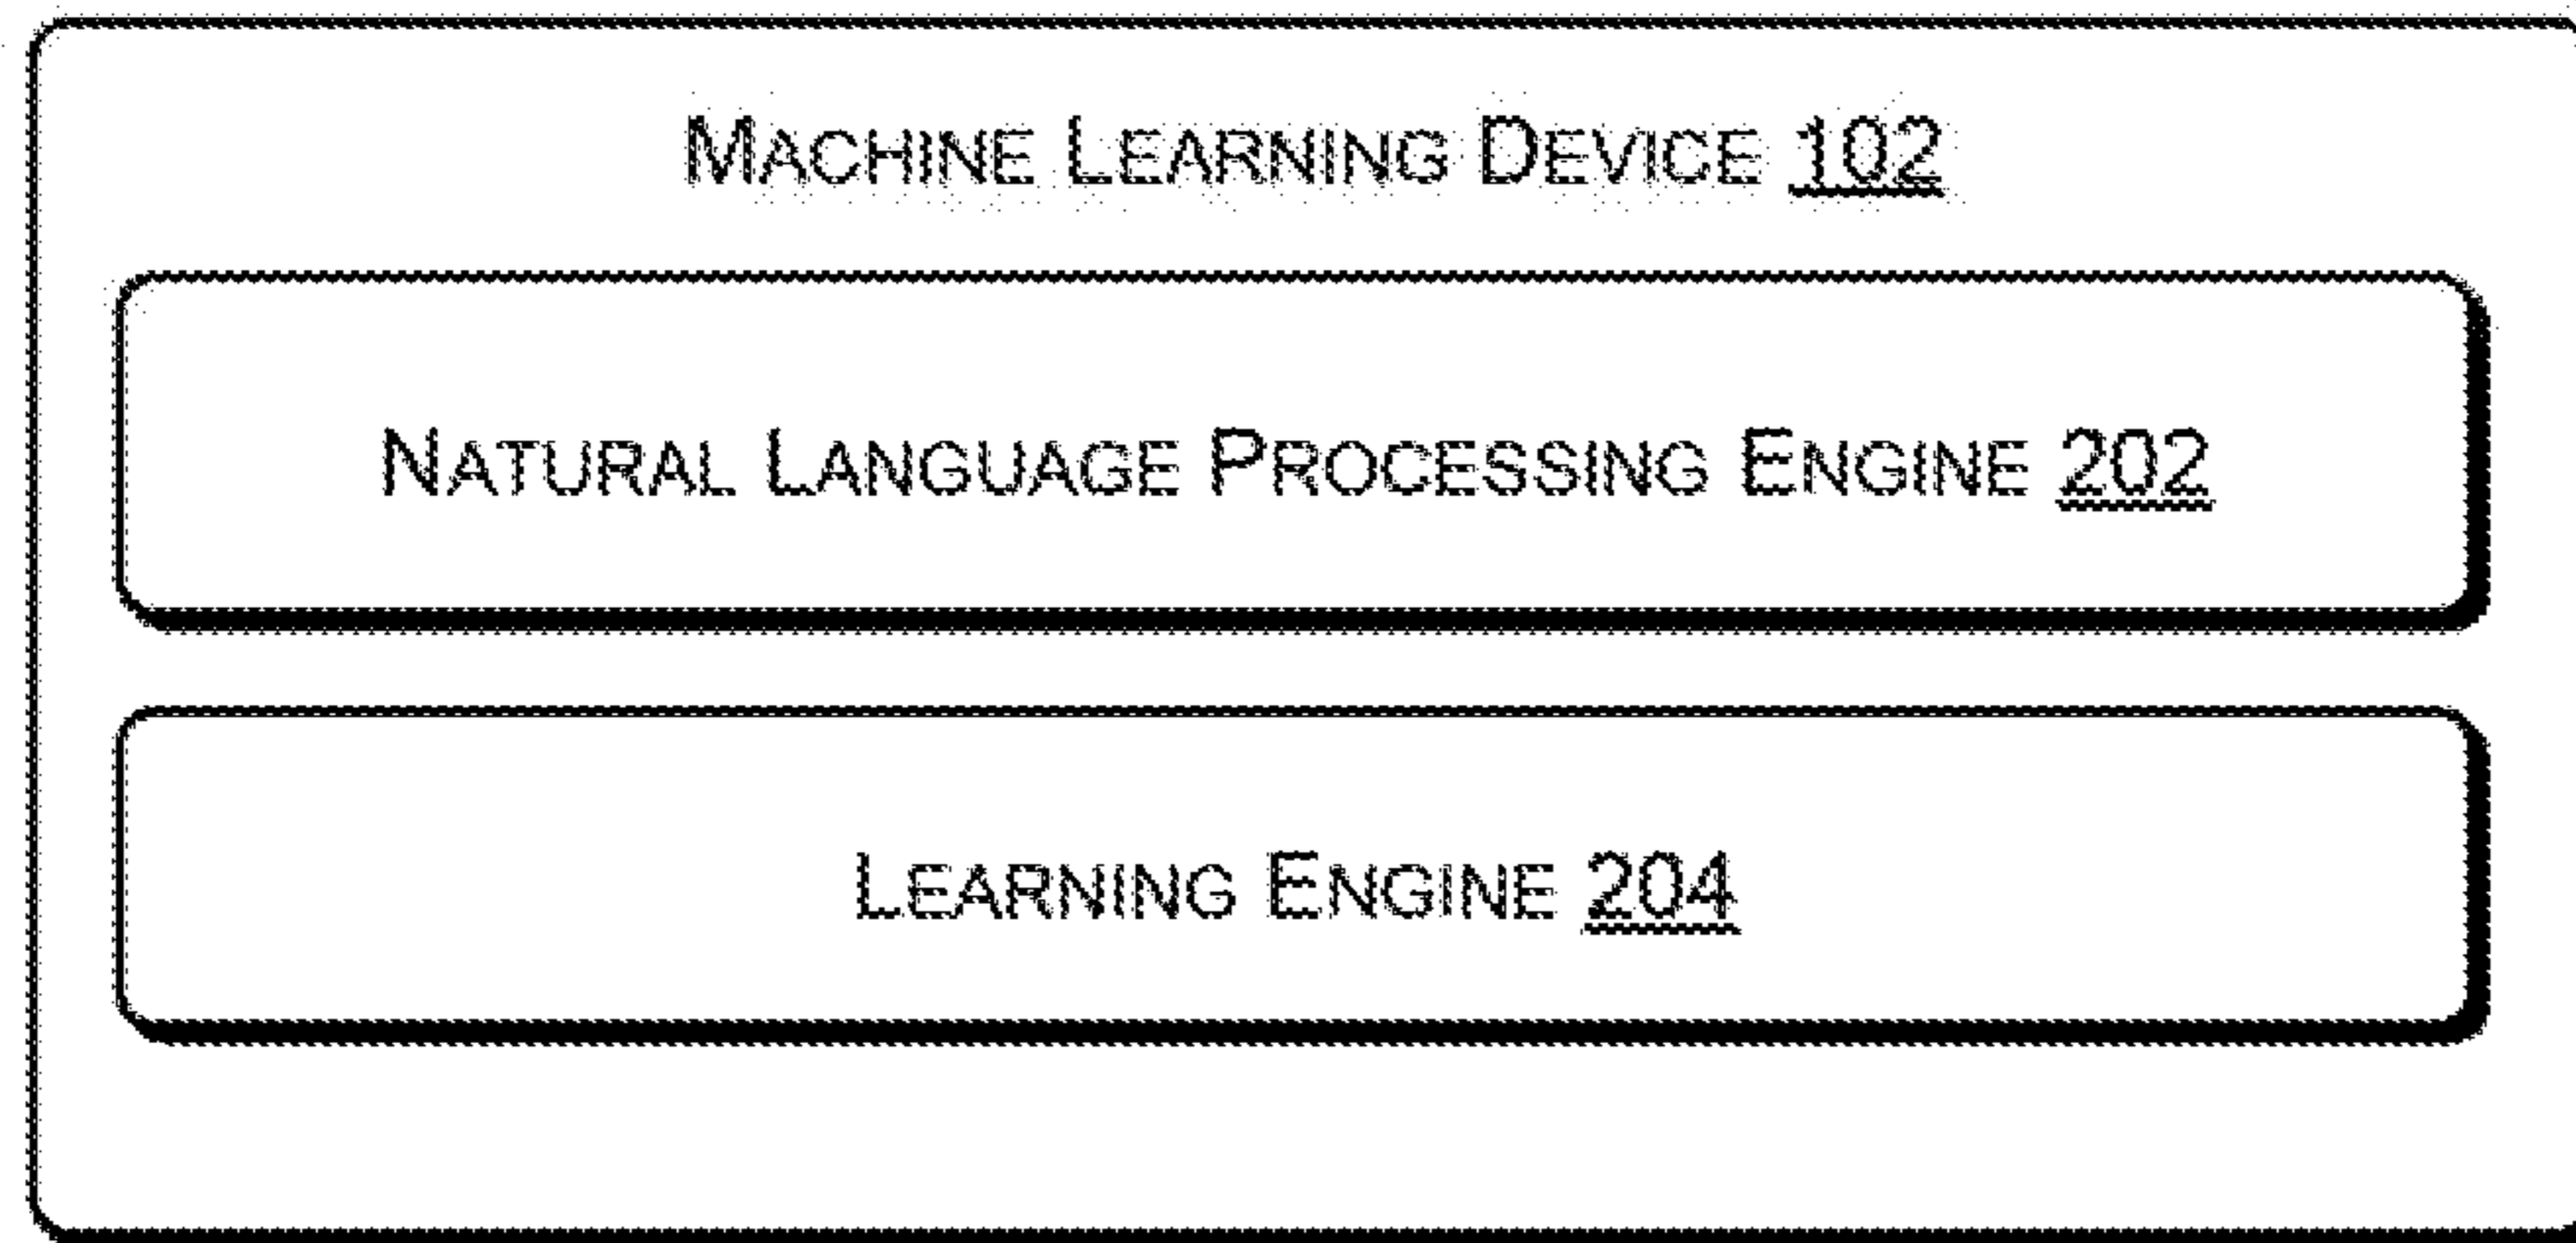 MACHINE LEARNING DEVICE 102
NATURAL LANGUAGE PROCESSING ENGINE 202
LEARNING ENGINE 204